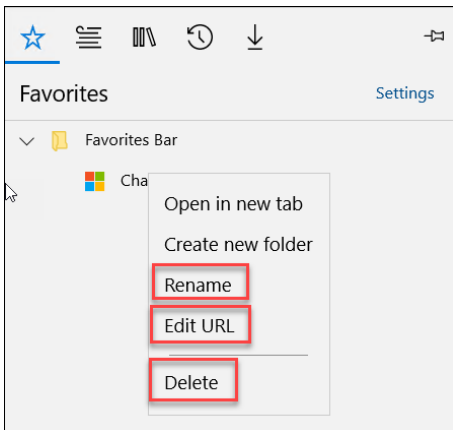 Favorites
Settings
Favorites Bar
Cha
Open in new tab
Create new folder
Rename
Edit URL
Delete